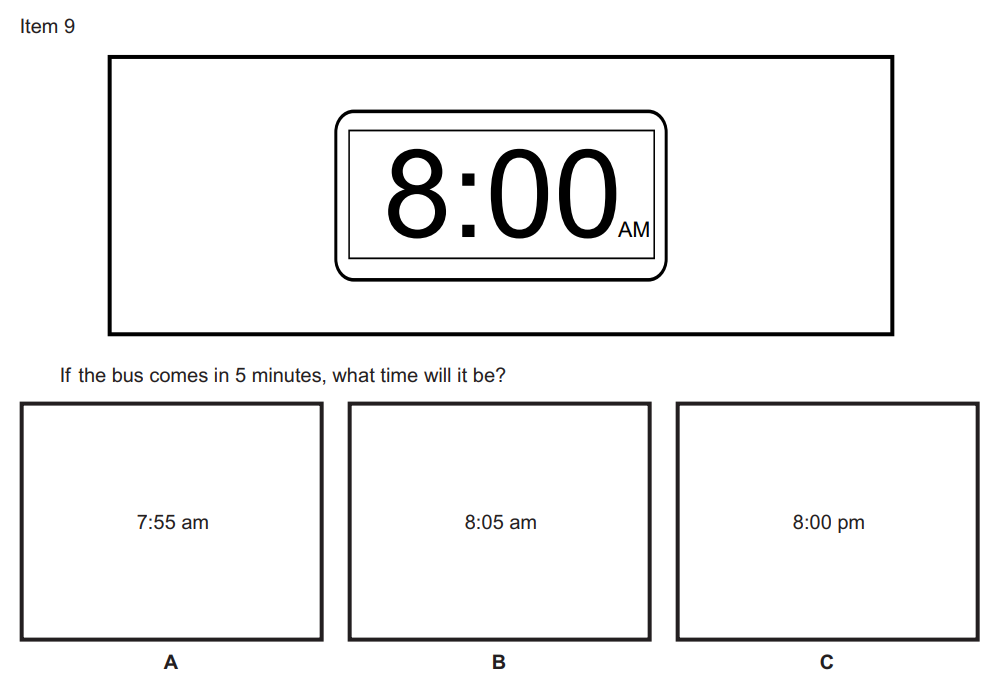 Item 9
8:00 AM
If the bus comes in 5 minutes, what time will it be?
7:55 am
8:05 am
8:00 pm
A
B
C